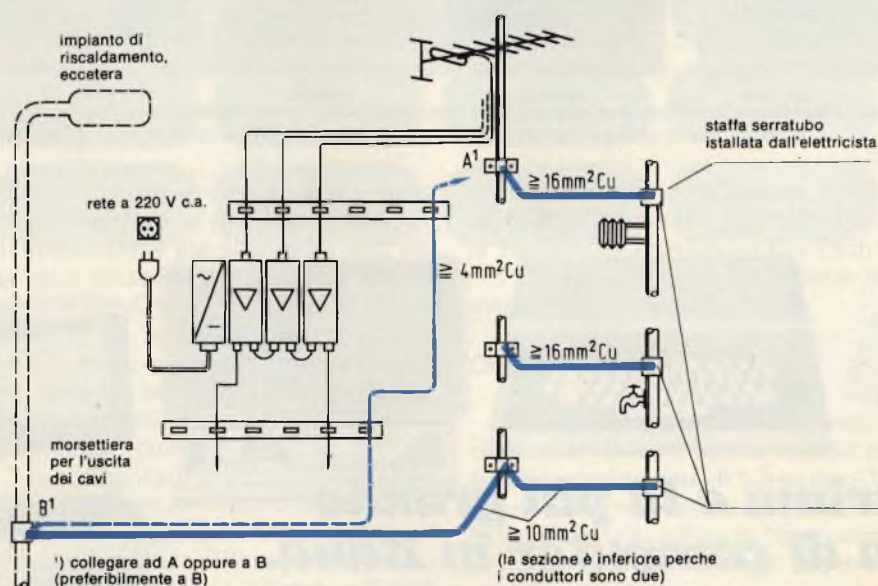 impianto di
riscaldamento,
eccetera
rete a 220 V c.a.
A¹
≧16mm²Cu
staffa serratubo
istallata dall'elettricista
≧ 4mm²Cu
≧16mm²Cu
morsettiera
per l'uscita
dei cavi
B¹
≧ 10mm²Cu
¹) collegare ad A oppure a B
(preferibilmente a B)
(la sezione è inferiore perche
i conduttori sono due)